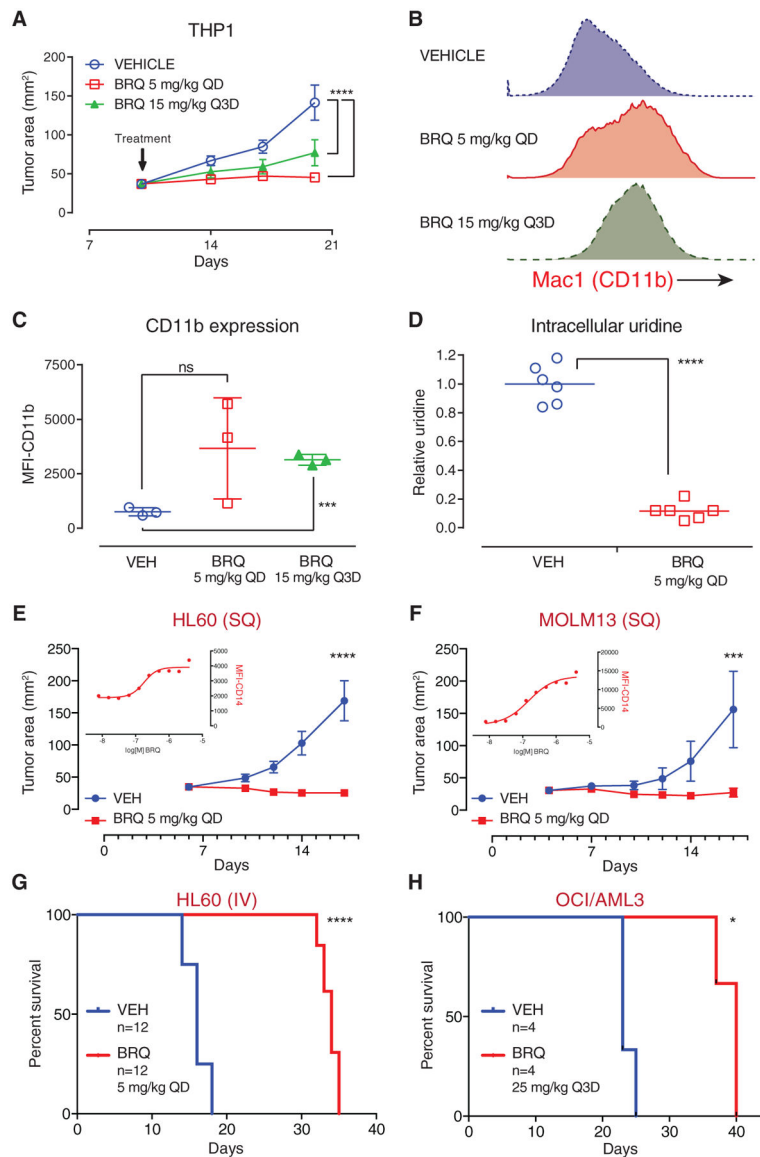 A
THP1
Tumor area (mm²)
200
150
100
50
0
VEHICLE
BRQ 5 mg/kg QD
BRQ 15 mg/kg Q3D
****
Treatment
7
14
21
Days
B
VEHICLE
BRQ 5 mg/kg QD
BRQ 15 mg/kg Q3D
Mac1 (CD11b)
C
CD11b expression
MFI-CD11b
7500
5000
2500
0
ns
***
VEH
BRQ
5 mg/kg QD
BRQ
15 mg/kg Q3D
D
Intracellular uridine
Relative uridine
1.2
1.0
0.8
0.6
0.4
0.2
0.0
****
VEH
BRQ
5 mg/kg QD
E
HL60 (SQ)
Tumor area (mm²)
250
200
150
100
50
0
5000
4000
3000
2000
1000
0
MFI-CD14
-8
-7
-6
-5
log[M] BRQ
****
VEH
BRQ 5 mg/kg QD
0
7
14
Days
F
MOLM13 (SQ)
Tumor area (mm²)
250
200
150
100
50
0
20000
15000
10000
5000
0
MFI-CD14
-8
-7
-6
-5
log[M] BRQ
***
VEH
BRQ 5 mg/kg QD
0
7
14
Days
G
HL60 (IV)
Percent survival
100
50
0
****
VEH
n=12
BRQ
n=12
5 mg/kg QD
0
10
20
30
40
Days
H
OCI/AML3
Percent survival
100
50
0
*
VEH
n=4
BRQ
n=4
25 mg/kg Q3D
0
20
40
Days